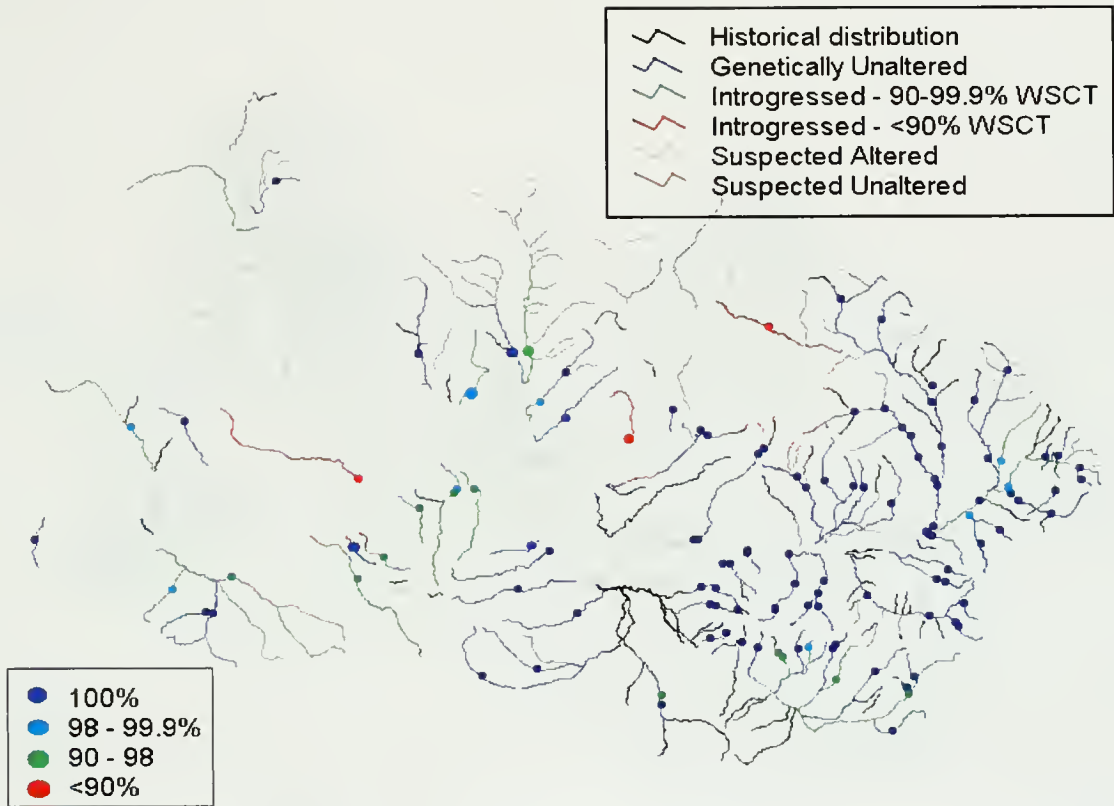 Historical distribution
Genetically Unaltered
Introgressed - 90-99.9% WSCT
Introgressed - <90% WSCT
Suspected Altered
Suspected Unaltered
100%
98 - 99.9%
90 - 98
<90%